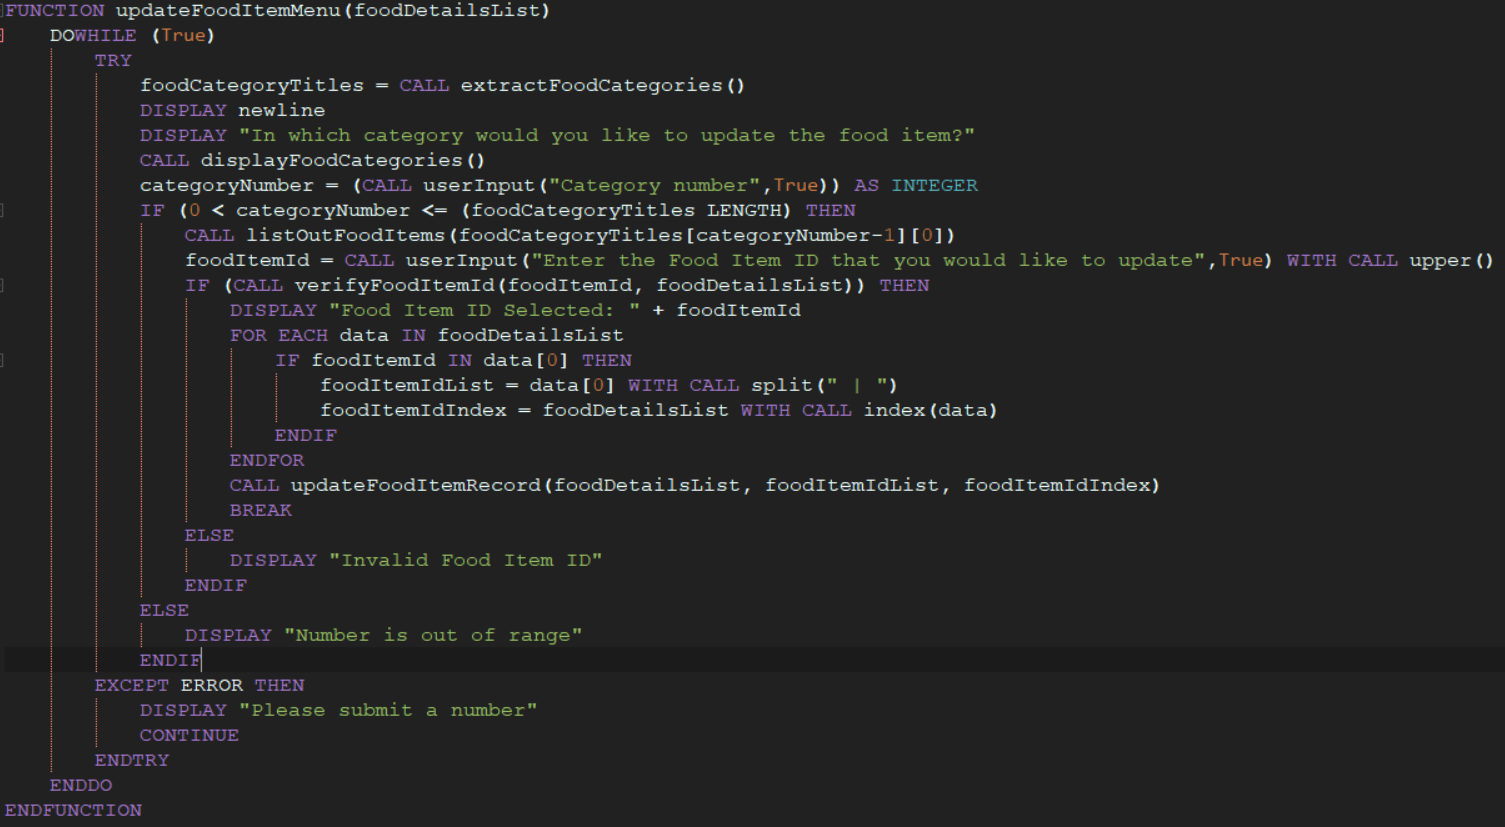 FUNCTION updateFoodItemMenu(foodDetailsList)
DOWHILE (True)
TRY
foodCategoryTitles = CALL extractFoodCategories()
DISPLAY newline
DISPLAY "In which category would you like to update the food item?"
CALL displayFoodCategories()
categoryNumber = (CALL userInput("Category number",True)) AS INTEGER
IF (0 < categoryNumber <= (foodCategoryTitles LENGTH) THEN
CALL listOutFoodItems(foodCategoryTitles[categoryNumber-1][0])
foodItemId = CALL userInput("Enter the Food Item ID that you would like to update",True) WITH CALL upper()
IF (CALL verifyFoodItemId(foodItemId, foodDetailsList)) THEN
DISPLAY "Food Item ID Selected: " + foodItemId
FOR EACH data IN foodDetailsList
IF foodItemId IN data[0] THEN
foodItemIdList = data[0] WITH CALL split(" | ")
foodItemIdIndex = foodDetailsList WITH CALL index(data)
ENDIF
ENDFOR
CALL updateFoodItemRecord(foodDetailsList, foodItemIdList, foodItemIdIndex)
BREAK
ELSE
DISPLAY "Invalid Food Item ID"
ENDIF
ELSE
DISPLAY "Number is out of range"
ENDIF
EXCEPT ERROR THEN
DISPLAY "Please submit a number"
CONTINUE
ENDTRY
ENDDO
ENDFUNCTION